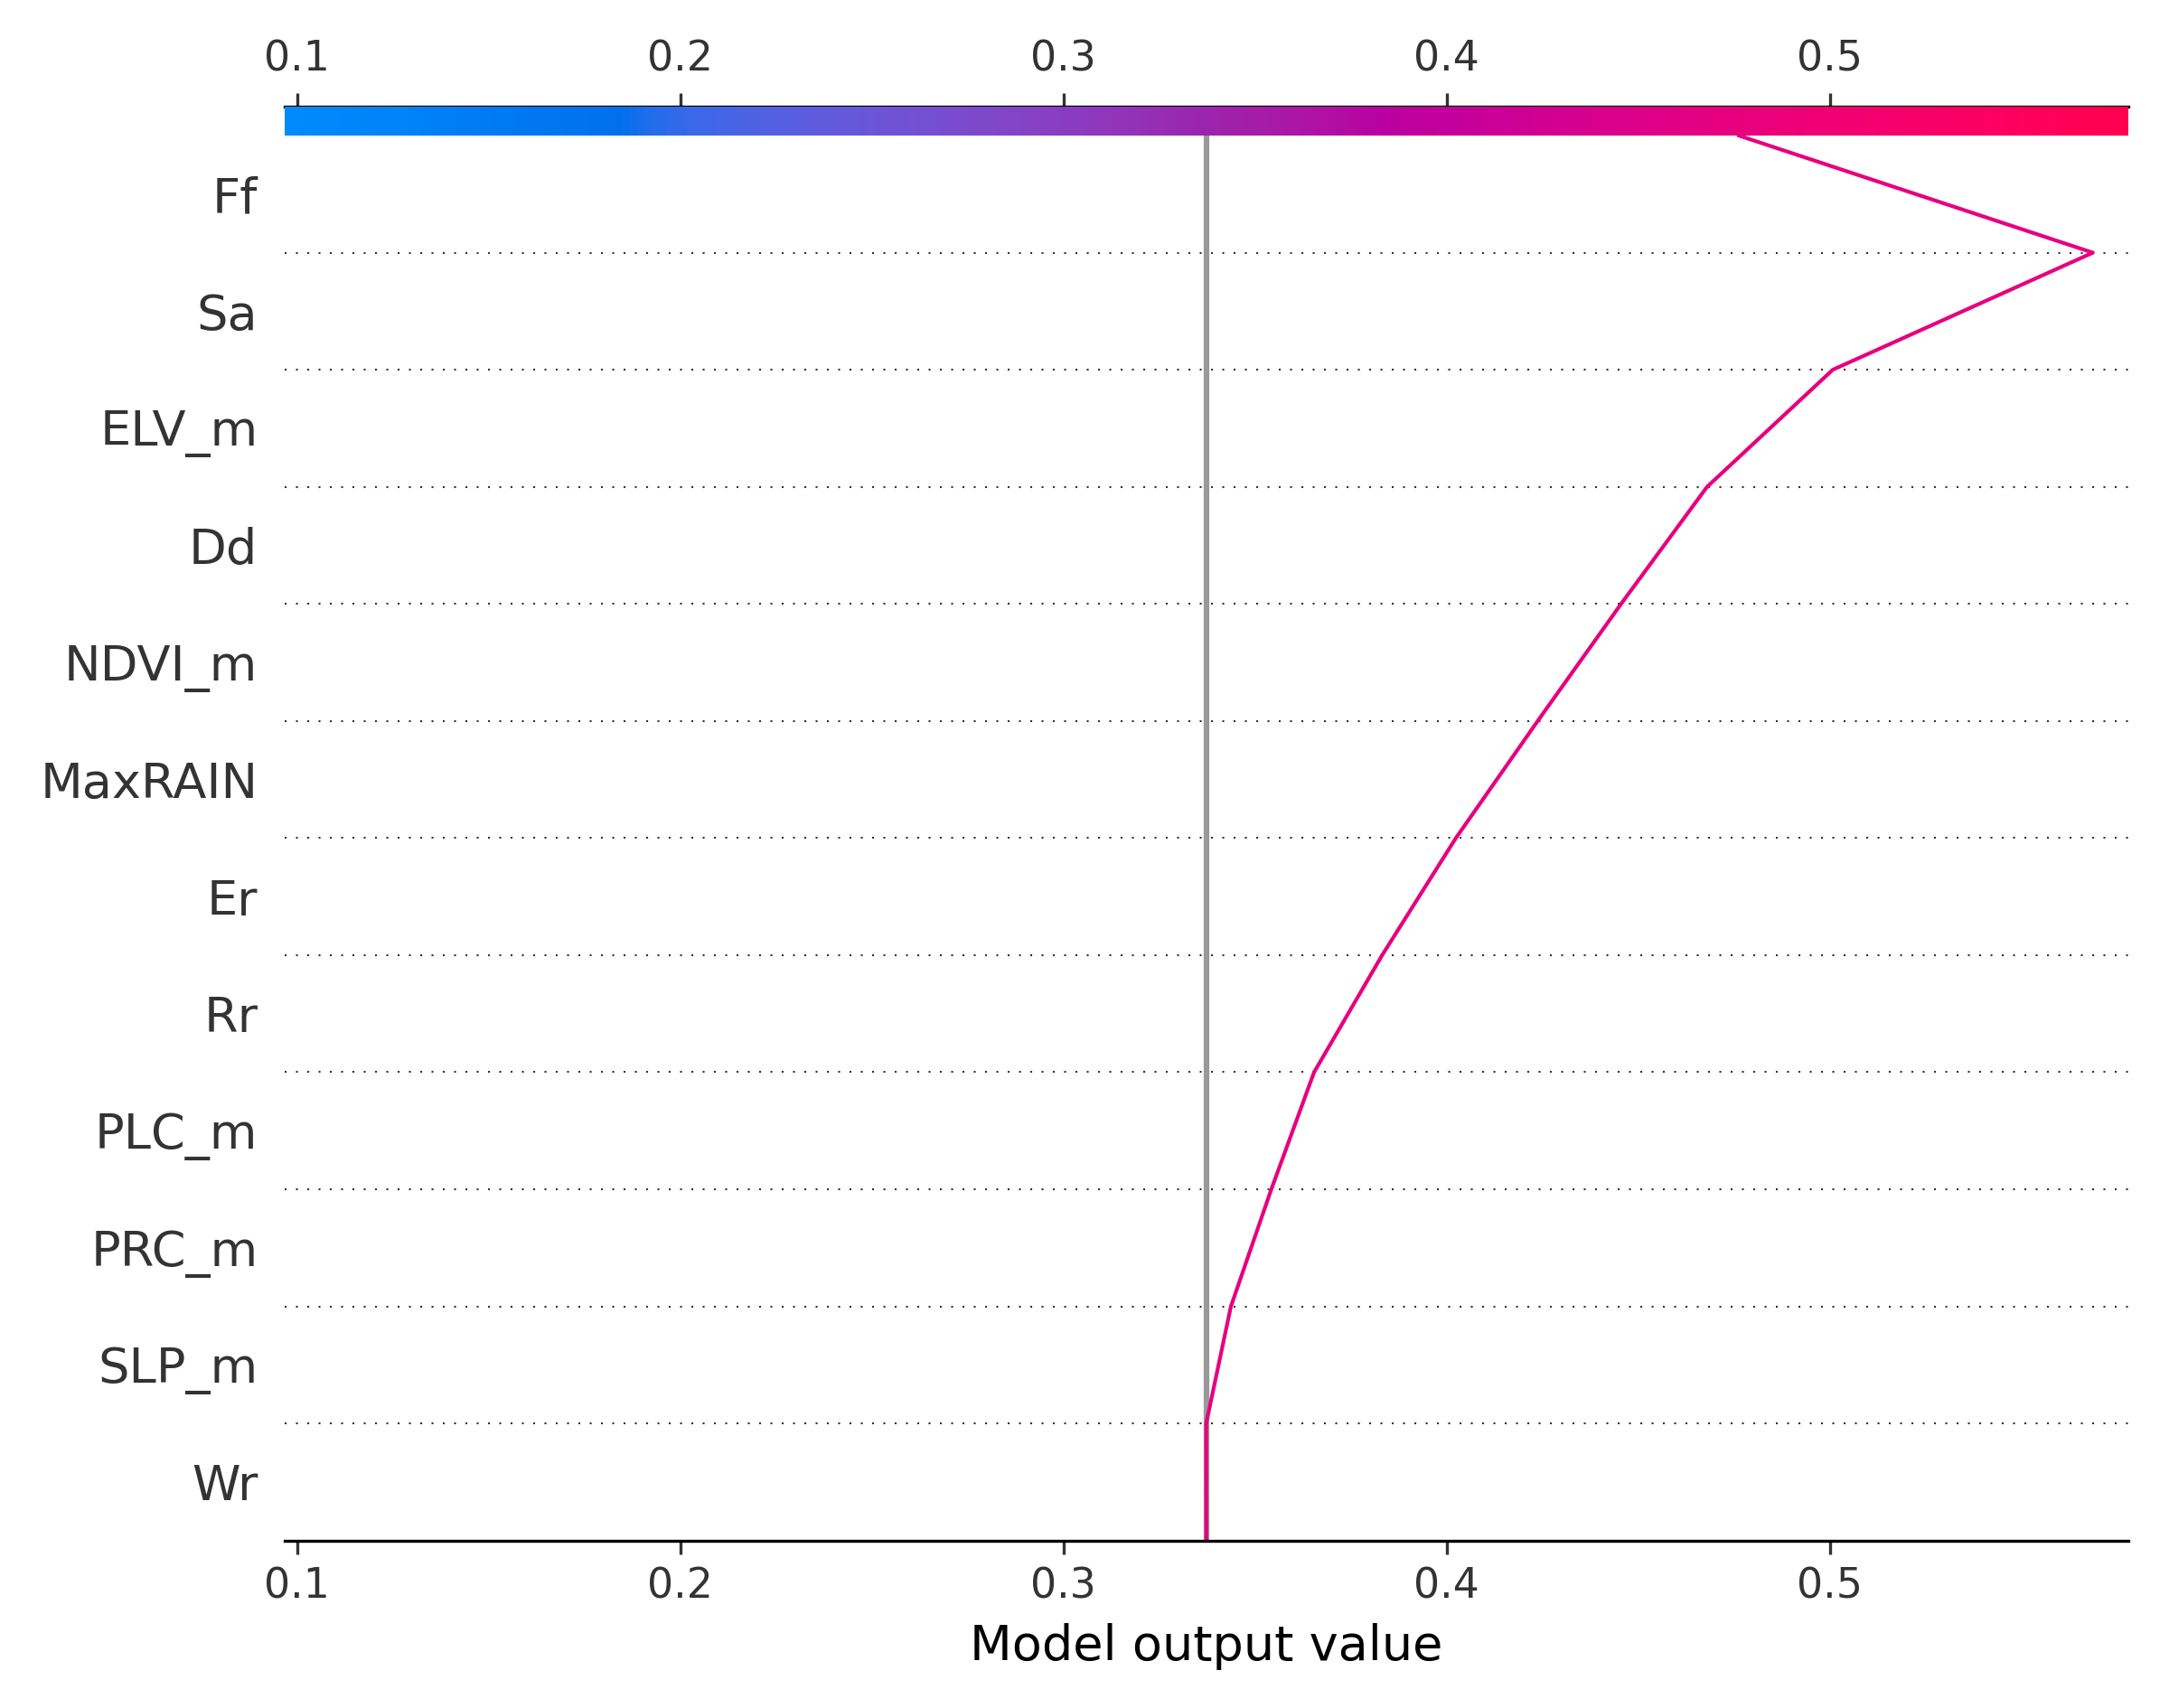 0.1 0.2 0.3 0.4 0.5
Ff
Sa
ELV_m
Dd
NDVI_m
MaxRAIN
Er
Rr
PLC_m
PRC_m
SLP_m
Wr
0.1 0.2 0.3 0.4 0.5
Model output value